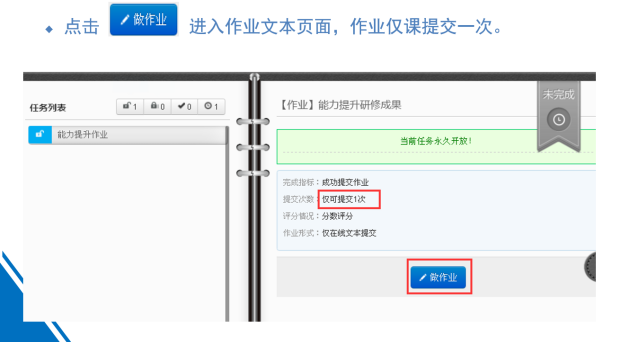 点击 做作业 进入作业文本页面，作业仅课提交一次。
任务列表 1 0 0 1
能力提升作业
【作业】能力提升研修成果
未完成
当前任务永久开放！
完成指标：成功提交作业
提交次数：仅可提交1次
评分情况：分数评分
作业形式：仅在线文本提交
做作业